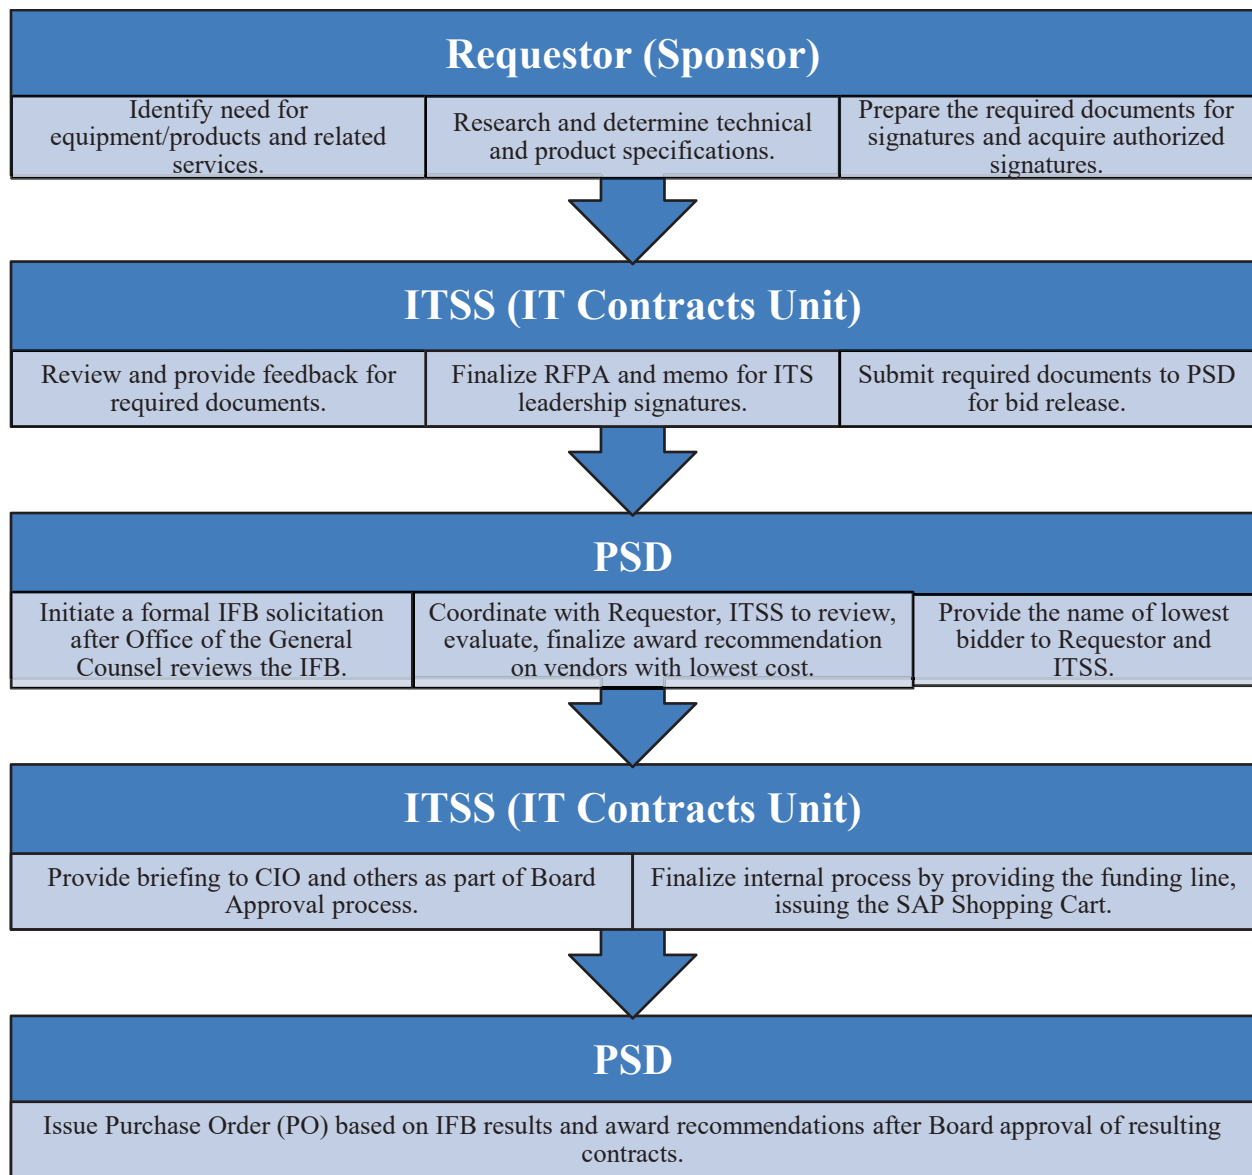 Requestor (Sponsor)
Identify need for
equipment/products and related
services.
Research and determine technical
and product specifications.
Prepare the required documents for
signatures and acquire authorized
signatures.
ITSS (IT Contracts Unit)
Review and provide feedback for
required documents.
Finalize RFPA and memo for ITS
leadership signatures.
Submit required documents to PSD
for bid release.
PSD
Initiate a formal IFB solicitation
after Office of the General
Counsel reviews the IFB.
Coordinate with Requestor, ITSS to review,
evaluate, finalize award recommendation
on vendors with lowest cost.
Provide the name of lowest
bidder to Requestor and
ITSS.
ITSS (IT Contracts Unit)
Provide briefing to CIO and others as part of Board
Approval process.
Finalize internal process by providing the funding line,
issuing the SAP Shopping Cart.
PSD
Issue Purchase Order (PO) based on IFB results and award recommendations after Board approval of resulting
contracts.